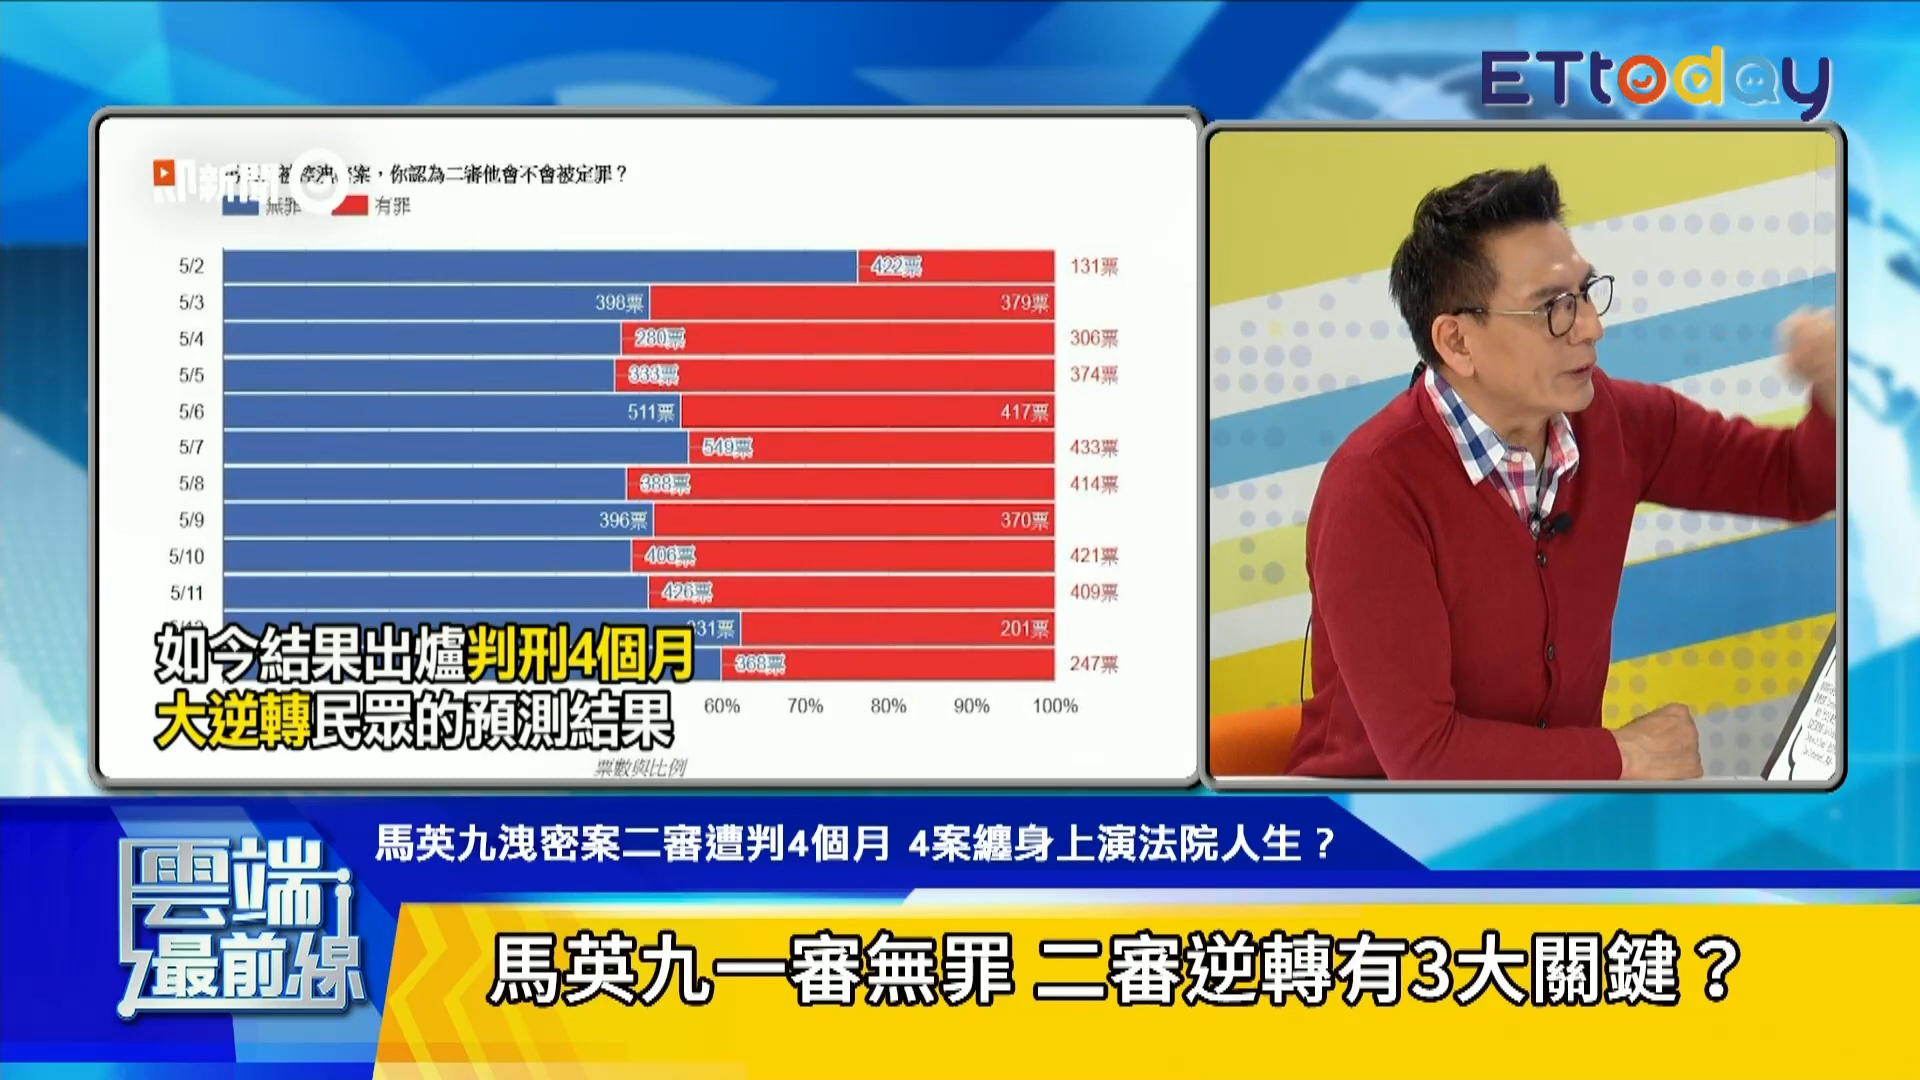 ETtoday
新聞
案，你認為二審他會不會被定罪？
無罪 有罪
5/2 422票 131票
5/3 398票 379票
5/4 280票 306票
5/5 333票 374票
5/6 511票 417票
5/7 549票 433票
5/8 388票 414票
5/9 396票 370票
5/10 406票 421票
5/11 426票 409票
31票 201票
368票 247票
60% 70% 80% 90% 100%
如今結果出爐判刑4個月
大逆轉民眾的預測結果
票數與比例
馬英九洩密案二審遭判4個月 4案纏身上演法院人生？
雲端最前線
馬英九一審無罪 二審逆轉有3大關鍵？